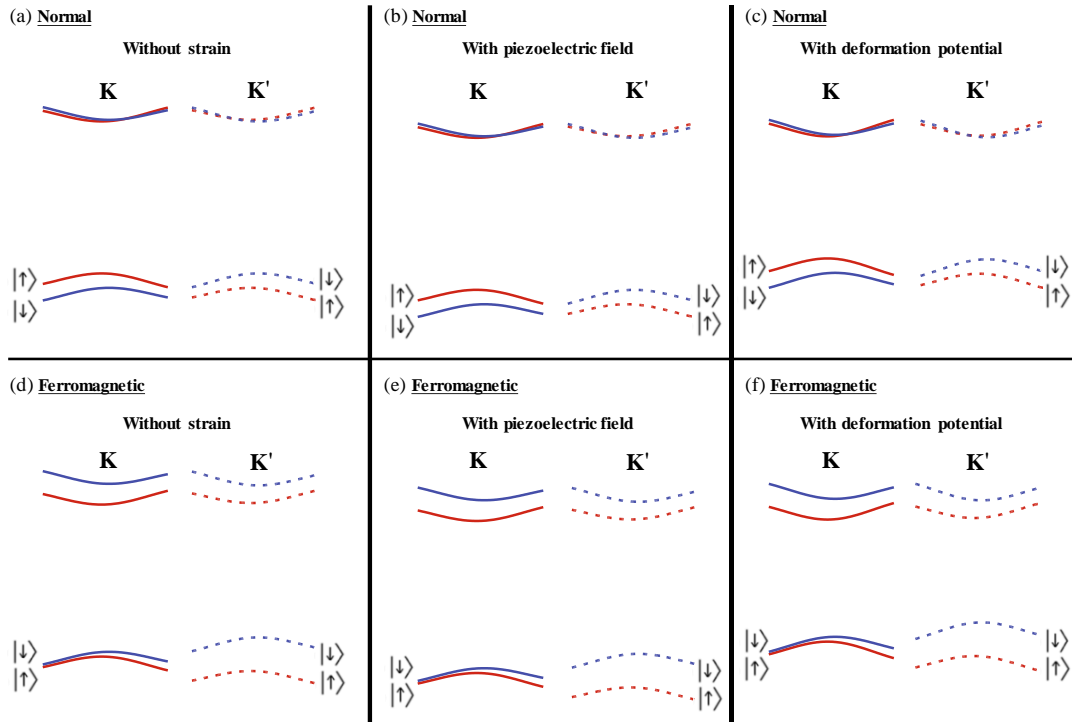 (a) Normal
Without strain
K K'
|↑⟩ |↓⟩
|↓⟩ |↑⟩
(b) Normal
With piezoelectric field
K K'
|↑⟩ |↓⟩
|↓⟩ |↑⟩
(c) Normal
With deformation potential
K K'
|↑⟩ |↓⟩
|↓⟩ |↑⟩
(d) Ferromagnetic
Without strain
K K'
|↓⟩ |↓⟩
|↑⟩ |↑⟩
(e) Ferromagnetic
With piezoelectric field
K K'
|↓⟩ |↓⟩
|↑⟩ |↑⟩
(f) Ferromagnetic
With deformation potential
K K'
|↓⟩ |↓⟩
|↑⟩ |↑⟩